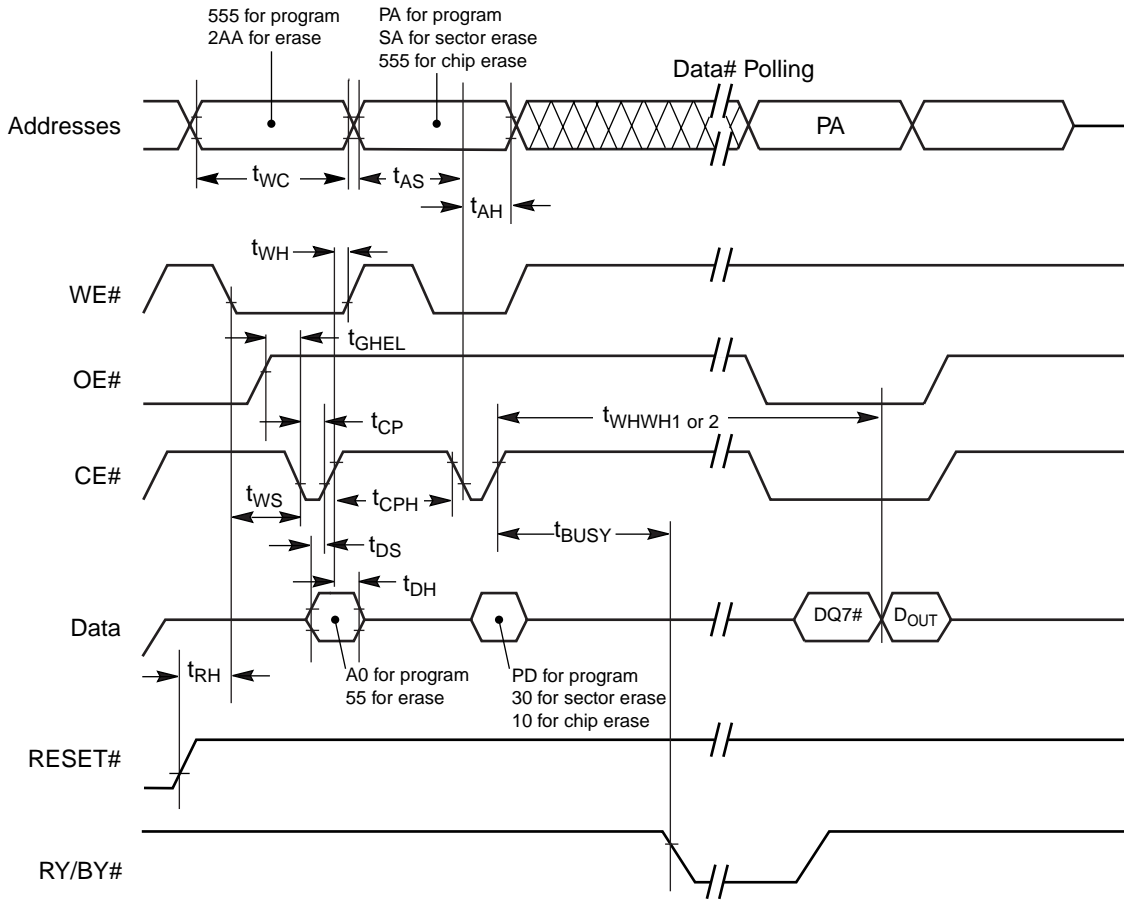 555 for program
2AA for erase
PA for program
SA for sector erase
555 for chip erase
Data# Polling
Addresses
PA
tWC
tAS
tAH
tWH
WE#
tGHEL
OE#
tCP
tWHWH1 or 2
CE#
tWS
tCPH
tBUSY
tDS
tDH
Data
DQ7#
DOUT
tRH
A0 for program
55 for erase
PD for program
30 for sector erase
10 for chip erase
RESET#
RY/BY#